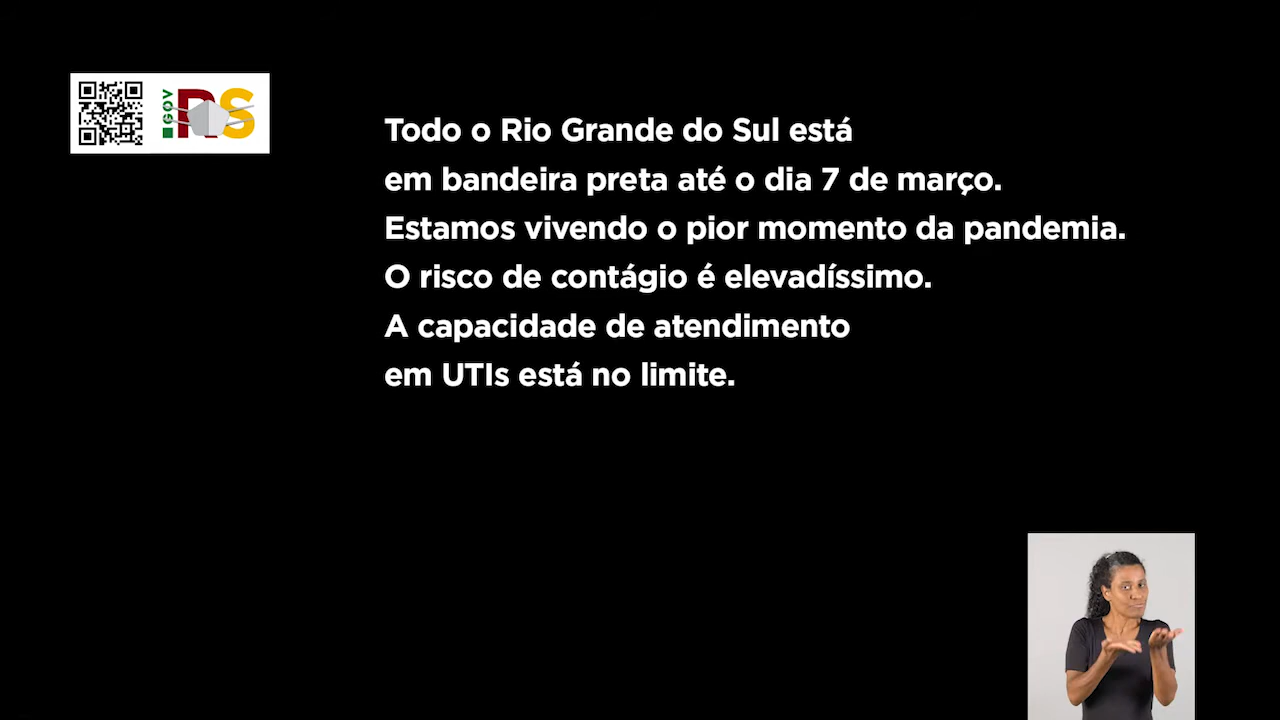 GOV
RS
Todo o Rio Grande do Sul está
em bandeira preta até o dia 7 de março.
Estamos vivendo o pior momento da pandemia.
O risco de contágio é elevadíssimo.
A capacidade de atendimento
em UTIs está no limite.